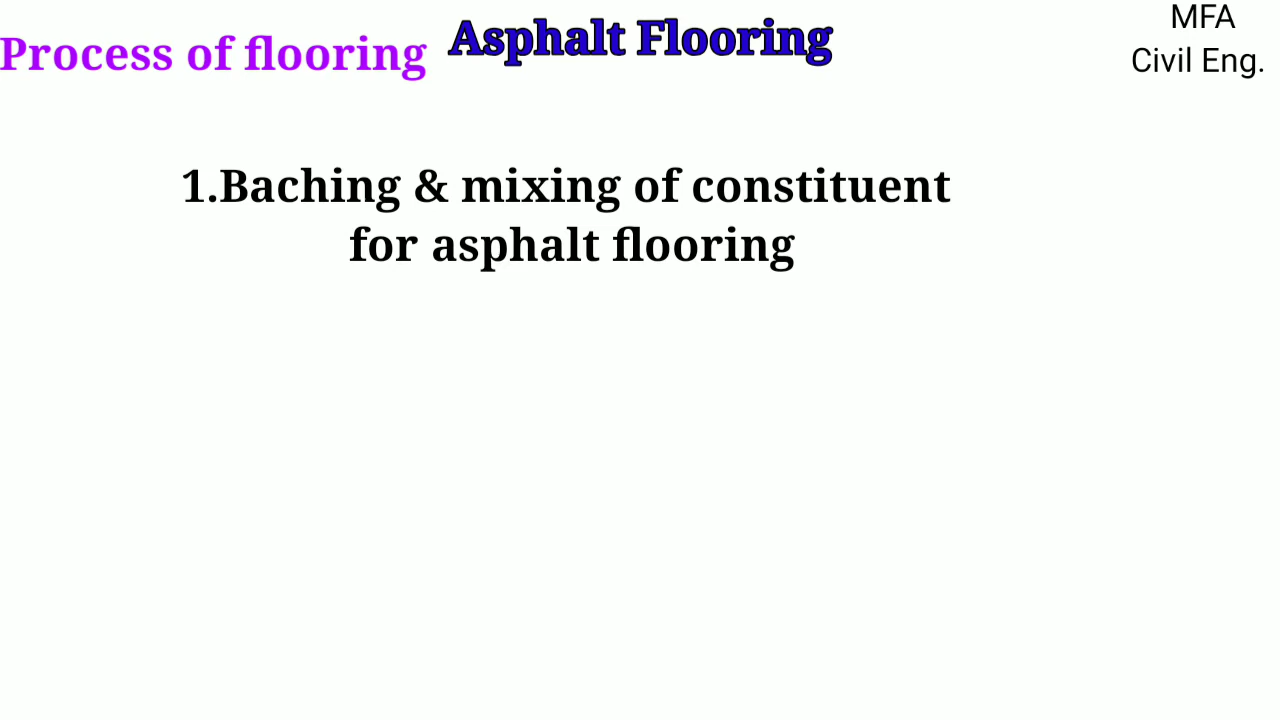 Process of flooring
Asphalt Flooring
MFA
Civil Eng.
1.Baching & mixing of constituent
for asphalt flooring